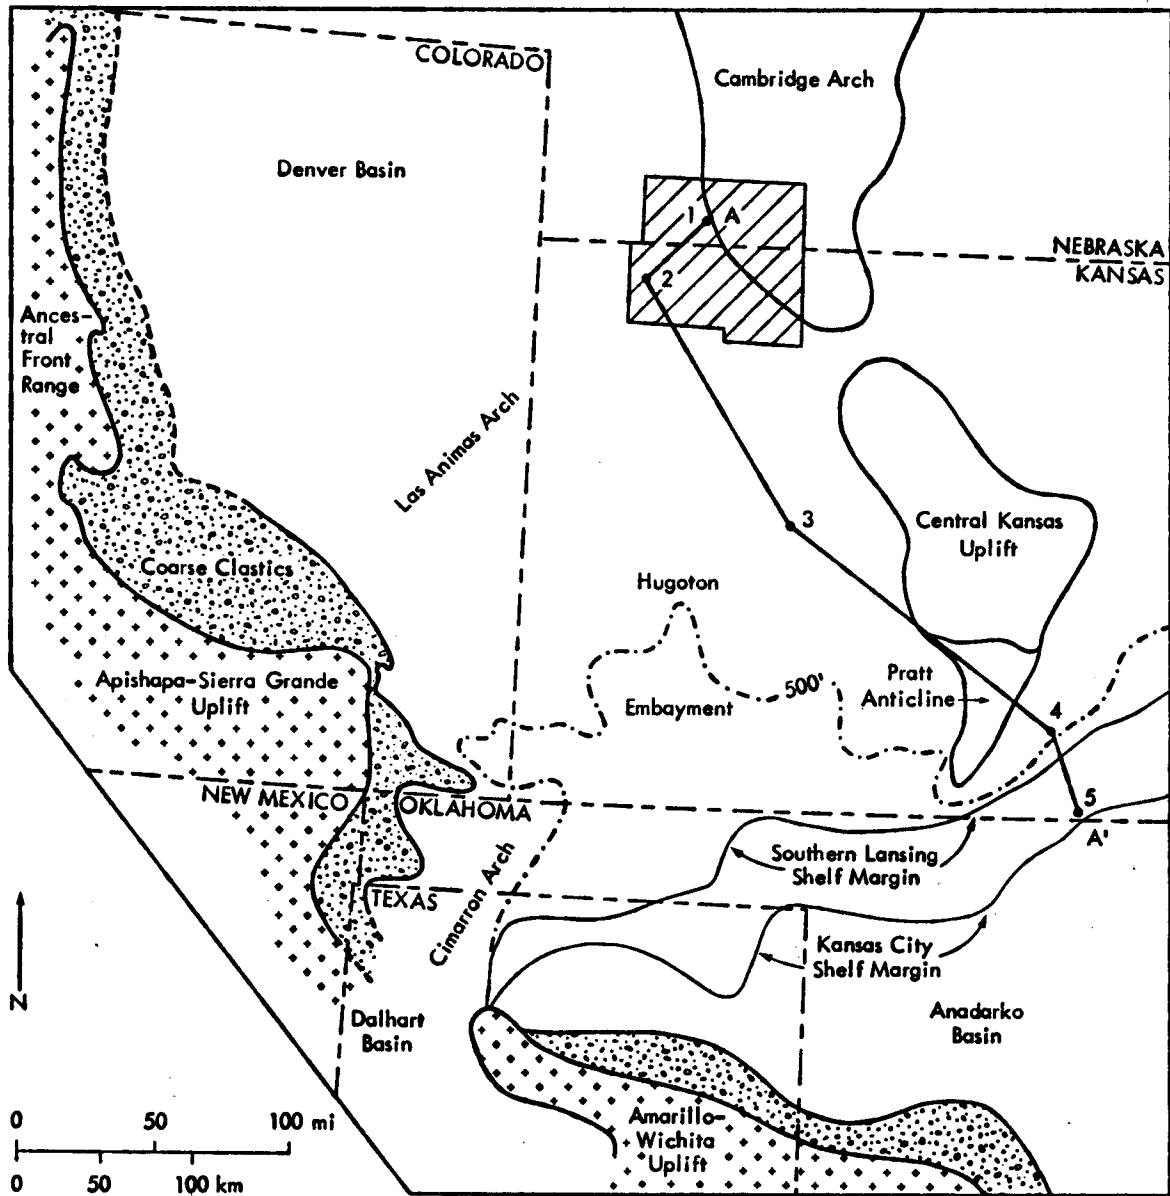 COLORADO
Cambridge Arch
Denver Basin
1
A
NEBRASKA
KANSAS
2
Ances-
tral
Front
Range
Las Animas Arch
3
Central Kansas
Uplift
Coarse Clastics
Hugoton
Apishapa-Sierra Grande
Uplift
Embayment
500'
Pratt
Anticline
4
NEW MEXICO
OKLAHOMA
5
A'
Southern Lansing
Shelf Margin
TEXAS
Cimarron Arch
Kansas City
Shelf Margin
N
Dalhart
Basin
Anadarko
Basin
0 50 100 mi
0 50 100 km
Amarillo-
Wichita
Uplift